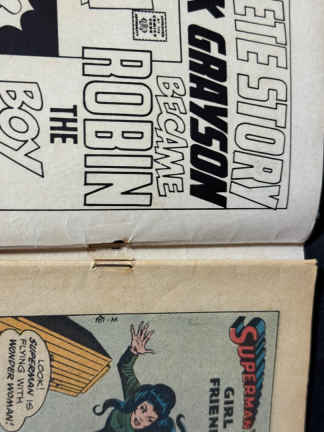 ETE STORY
K GRAYSON
BECAME
ROBIN
THE
BOY
SUPERMAN'S
GIRL
FRIEN
LOOK!
SUPERMAN IS
FLYING WITH
WONDER WOMAN!